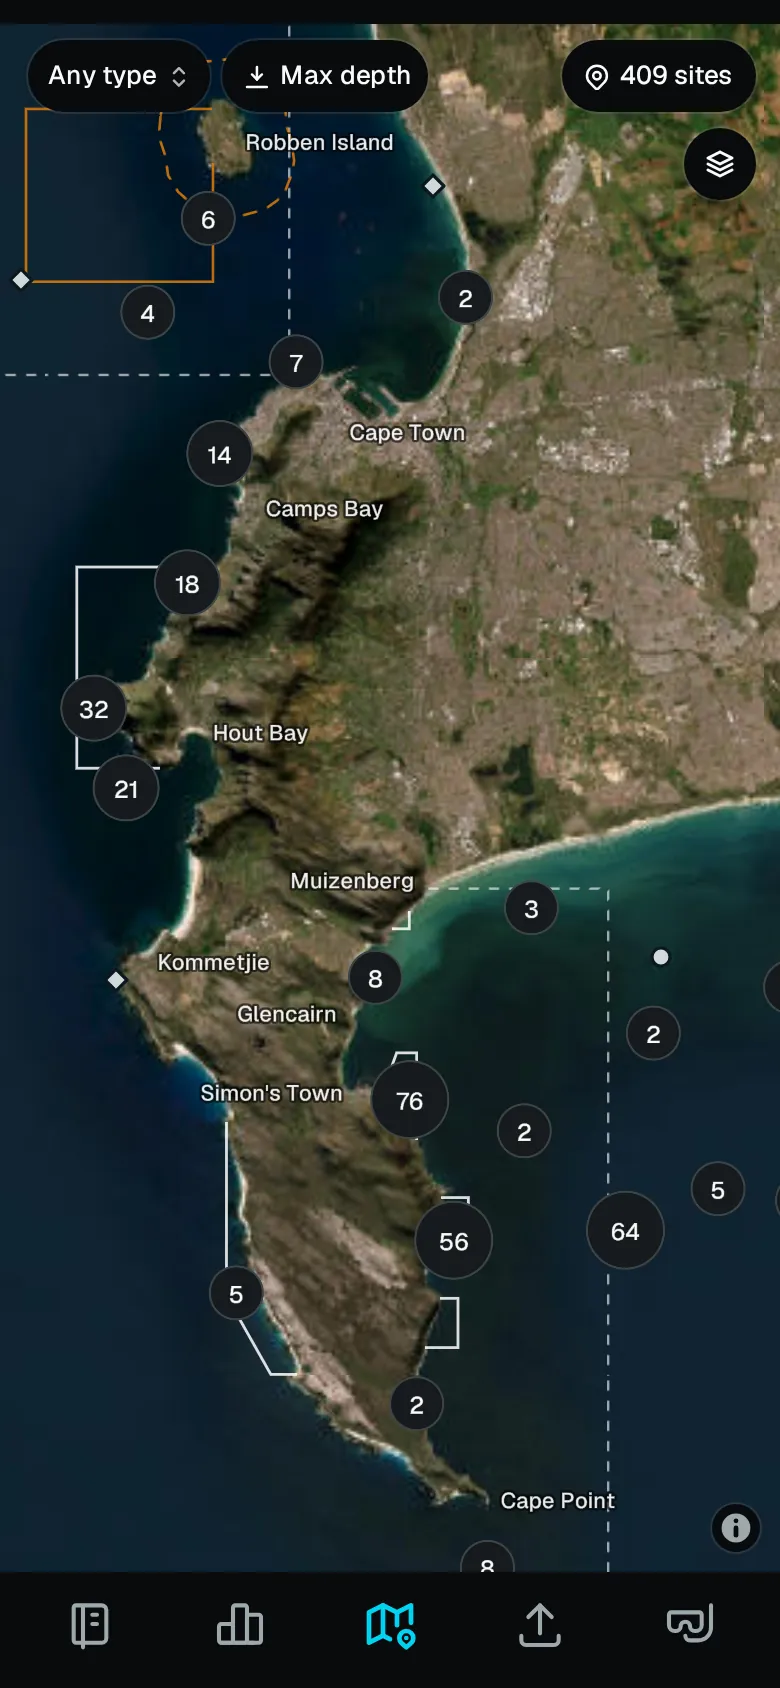 Any type
Max depth
409 sites
Robben Island
6
4
2
7
Cape Town
14
Camps Bay
18
32
Hout Bay
21
Muizenberg
3
Kommetjie
8
Glencairn
2
Simon's Town
76
2
5
56
64
5
2
Cape Point
8